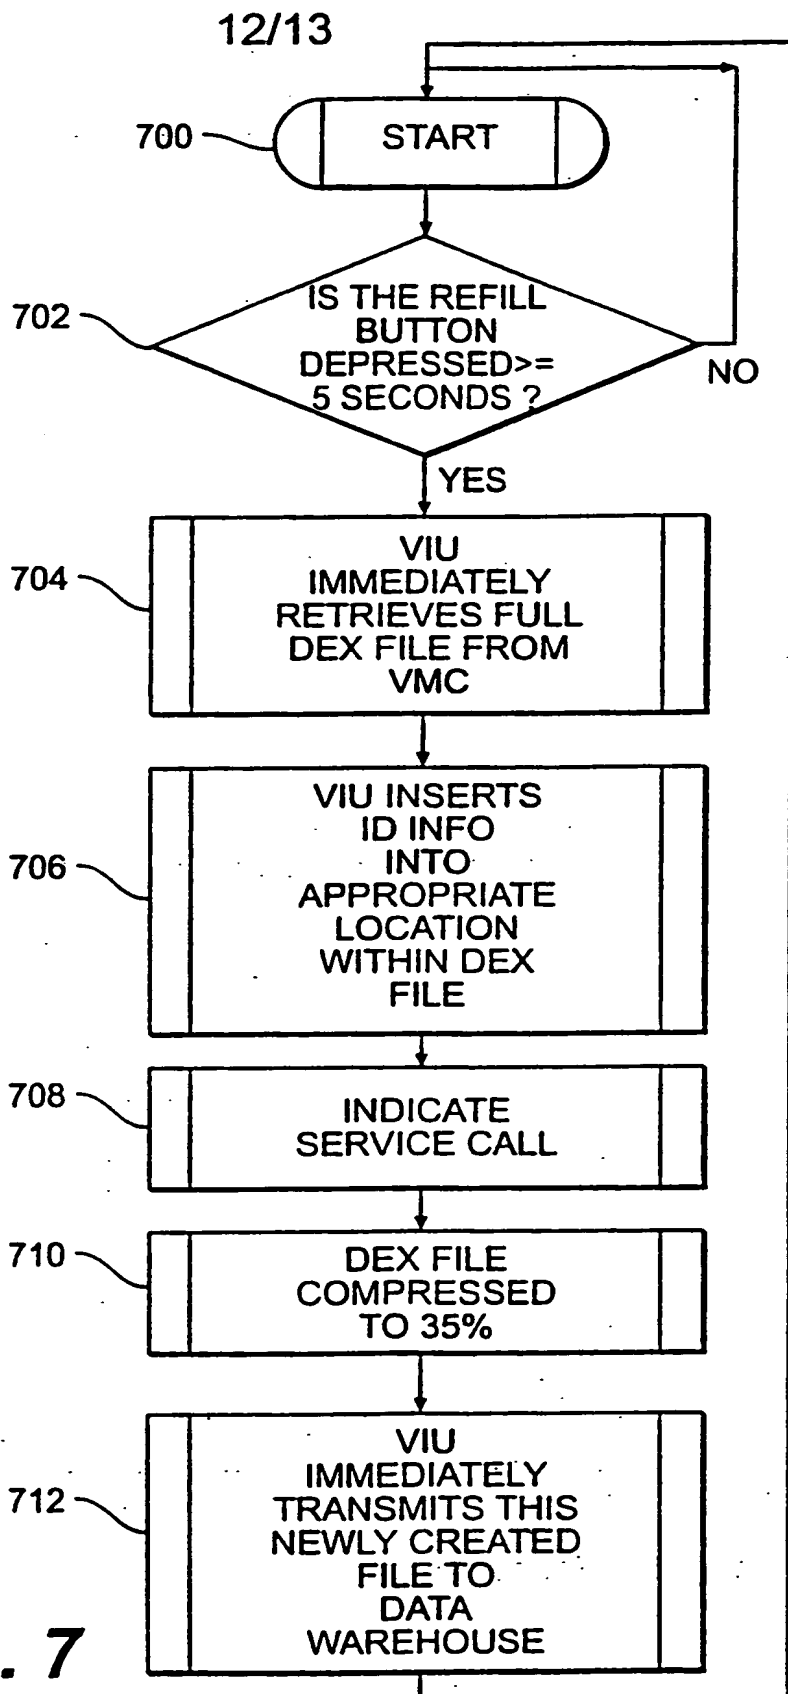 12/13
700
START
702
IS THE REFILL
BUTTON
DEPRESSED>=
5 SECONDS ?
NO
YES
704
VIU
IMMEDIATELY
RETRIEVES FULL
DEX FILE FROM
VMC
706
VIU INSERTS
ID INFO
INTO
APPROPRIATE
LOCATION
WITHIN DEX
FILE
708
INDICATE
SERVICE CALL
710
DEX FILE
COMPRESSED
TO 35%
712
VIU
IMMEDIATELY
TRANSMITS THIS
NEWLY CREATED
FILE TO
DATA
WAREHOUSE
. 7